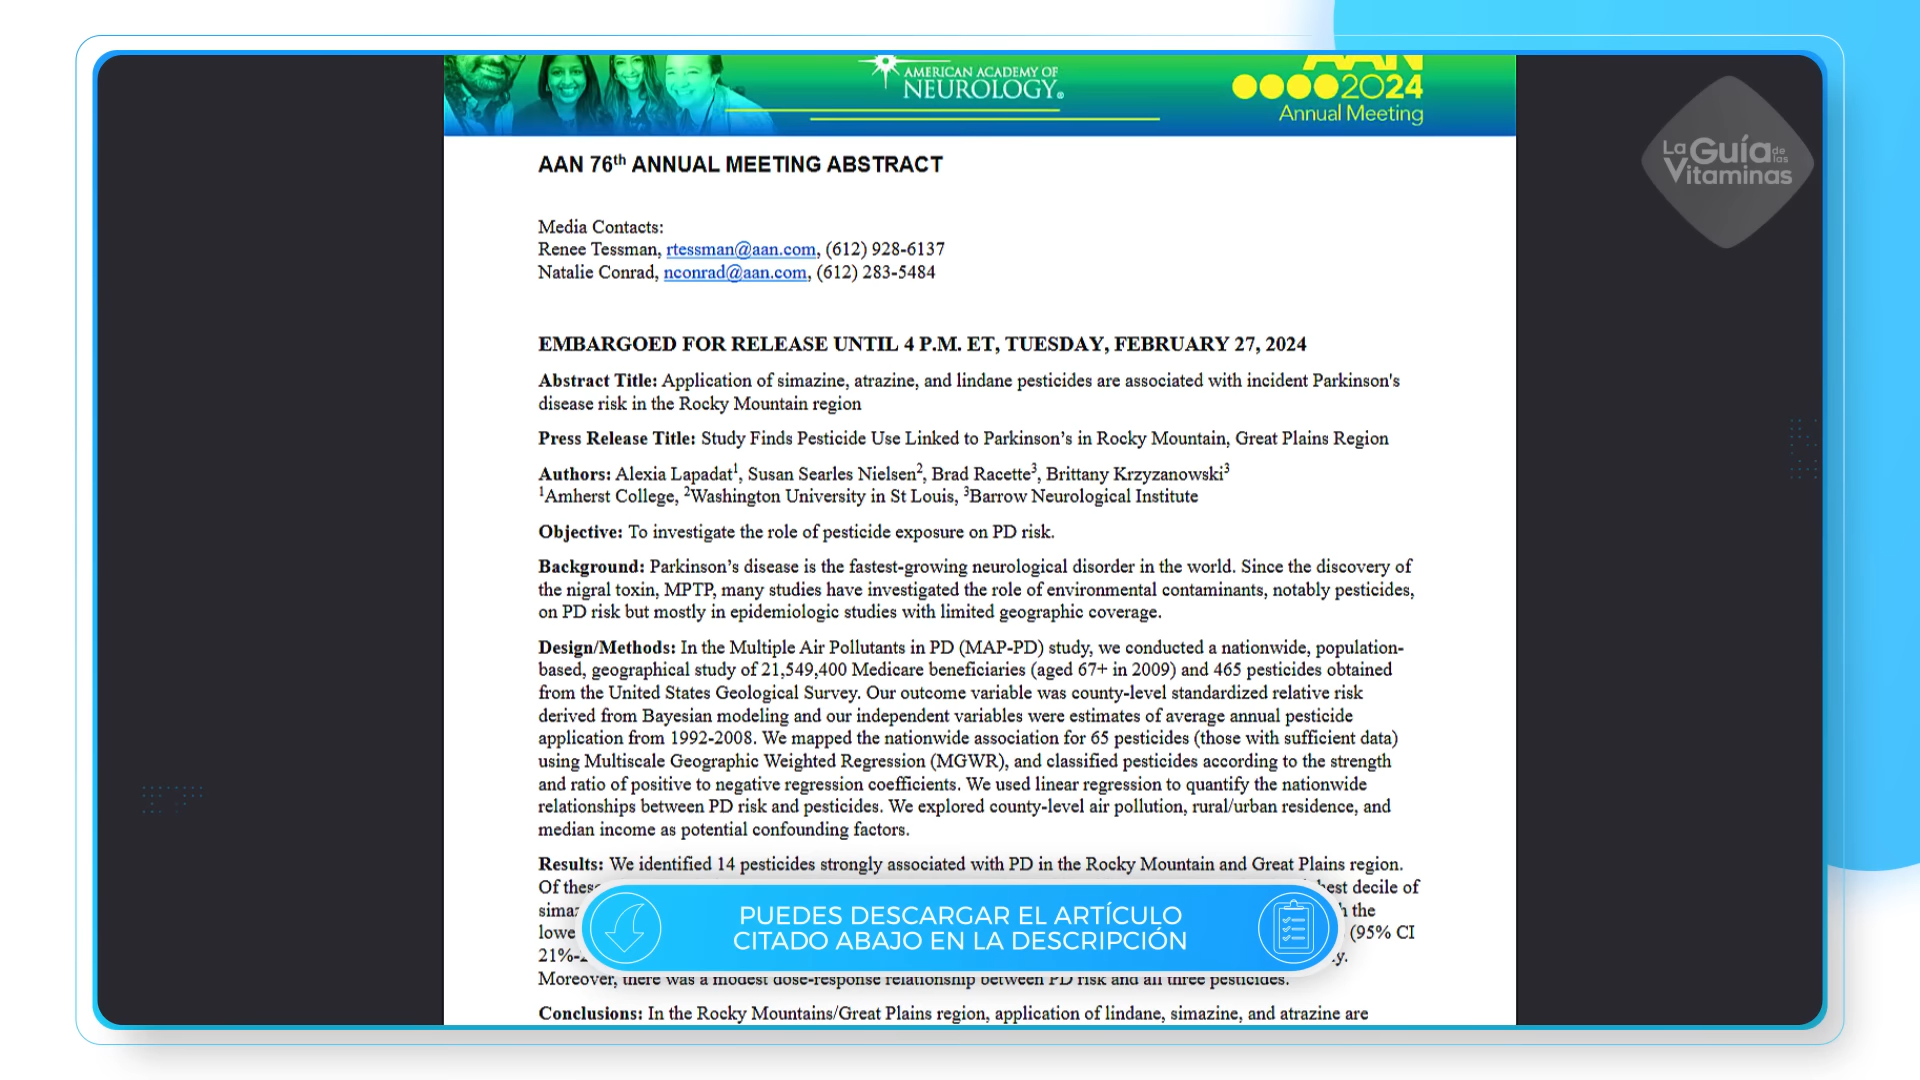 AMERICAN ACADEMY OF
NEUROLOGY®
AAN
2024
Annual Meeting
La Guía de las
Vitaminas
AAN 76th ANNUAL MEETING ABSTRACT
Media Contacts:
Renee Tessman, rtessman@aan.com, (612) 928-6137
Natalie Conrad, nconrad@aan.com, (612) 283-5484
EMBARGOED FOR RELEASE UNTIL 4 P.M. ET, TUESDAY, FEBRUARY 27, 2024
Abstract Title: Application of simazine, atrazine, and lindane pesticides are associated with incident Parkinson's
disease risk in the Rocky Mountain region
Press Release Title: Study Finds Pesticide Use Linked to Parkinson’s in Rocky Mountain, Great Plains Region
Authors: Alexia Lapadat1, Susan Searles Nielsen2, Brad Racette3, Brittany Krzyzanowski3
1Amherst College, 2Washington University in St Louis, 3Barrow Neurological Institute
Objective: To investigate the role of pesticide exposure on PD risk.
Background: Parkinson’s disease is the fastest-growing neurological disorder in the world. Since the discovery of
the nigral toxin, MPTP, many studies have investigated the role of environmental contaminants, notably pesticides,
on PD risk but mostly in epidemiologic studies with limited geographic coverage.
Design/Methods: In the Multiple Air Pollutants in PD (MAP-PD) study, we conducted a nationwide, population-
based, geographical study of 21,549,400 Medicare beneficiaries (aged 67+ in 2009) and 465 pesticides obtained
from the United States Geological Survey. Our outcome variable was county-level standardized relative risk
derived from Bayesian modeling and our independent variables were estimates of average annual pesticide
application from 1992-2008. We mapped the nationwide association for 65 pesticides (those with sufficient data)
using Multiscale Geographic Weighted Regression (MGWR), and classified pesticides according to the strength
and ratio of positive to negative regression coefficients. We used linear regression to quantify the nationwide
relationships between PD risk and pesticides. We explored county-level air pollution, rural/urban residence, and
median income as potential confounding factors.
Results: We identified 14 pesticides strongly associated with PD in the Rocky Mountain and Great Plains region.
Of these decile of
the
(95% CI
21%-
Moreover, there was a modest dose-response relationship between PD risk and all three pesticides.
Conclusions: In the Rocky Mountains/Great Plains region, application of lindane, simazine, and atrazine are
PUEDES DESCARGAR EL ARTÍCULO
CITADO ABAJO EN LA DESCRIPCIÓN